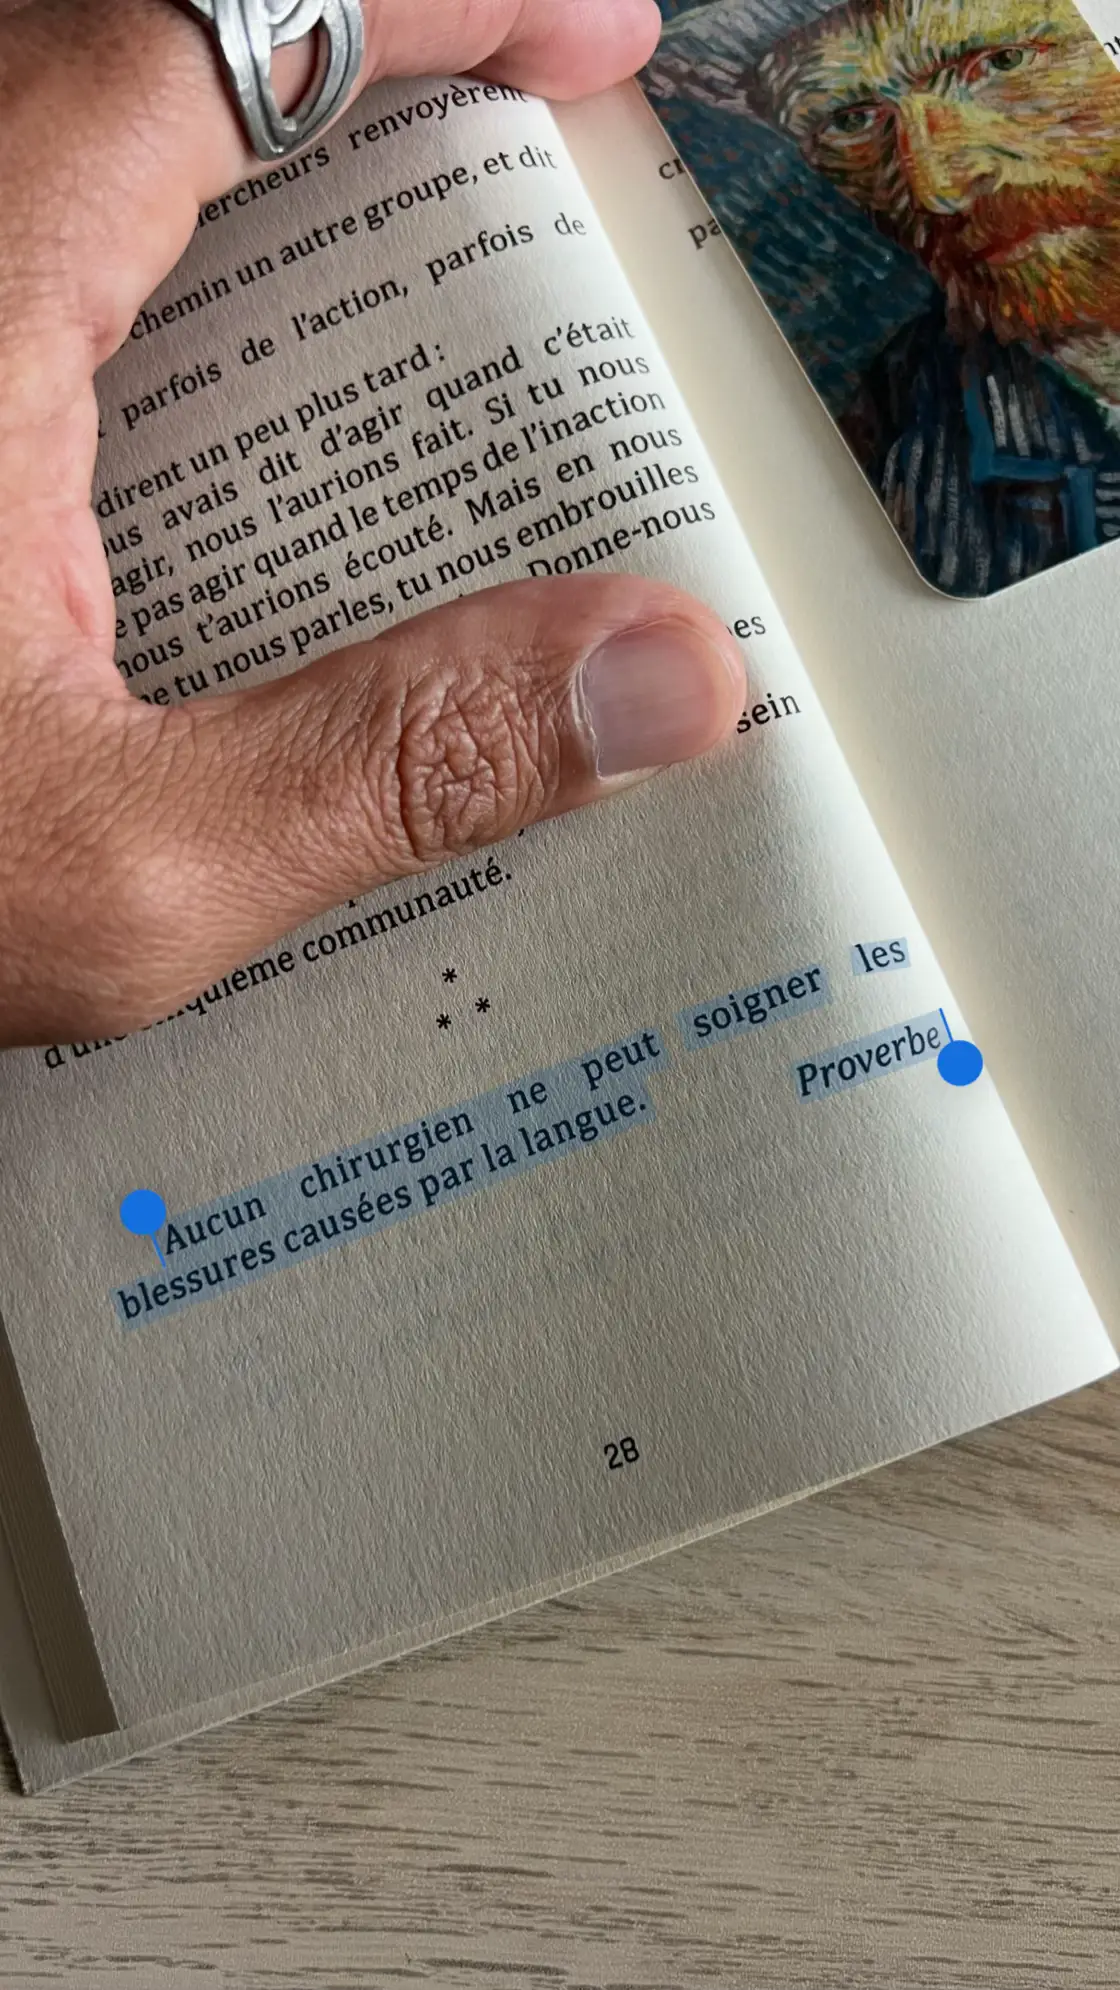 renvoyèrent
chemin un autre groupe, et dit
parfois de l'action, parfois de
dirent un peu plus tard :
avais dit d'agir quand c'était
agir, nous l'aurions fait. Si tu nous
pas agir quand le temps de l'inaction
nous t'aurions écouté. Mais en nous
tu nous parles, tu nous embrouilles
Donne-nous
sein
communauté.
*
* *
Aucun chirurgien ne peut soigner les
blessures causées par la langue.
Proverbe
28